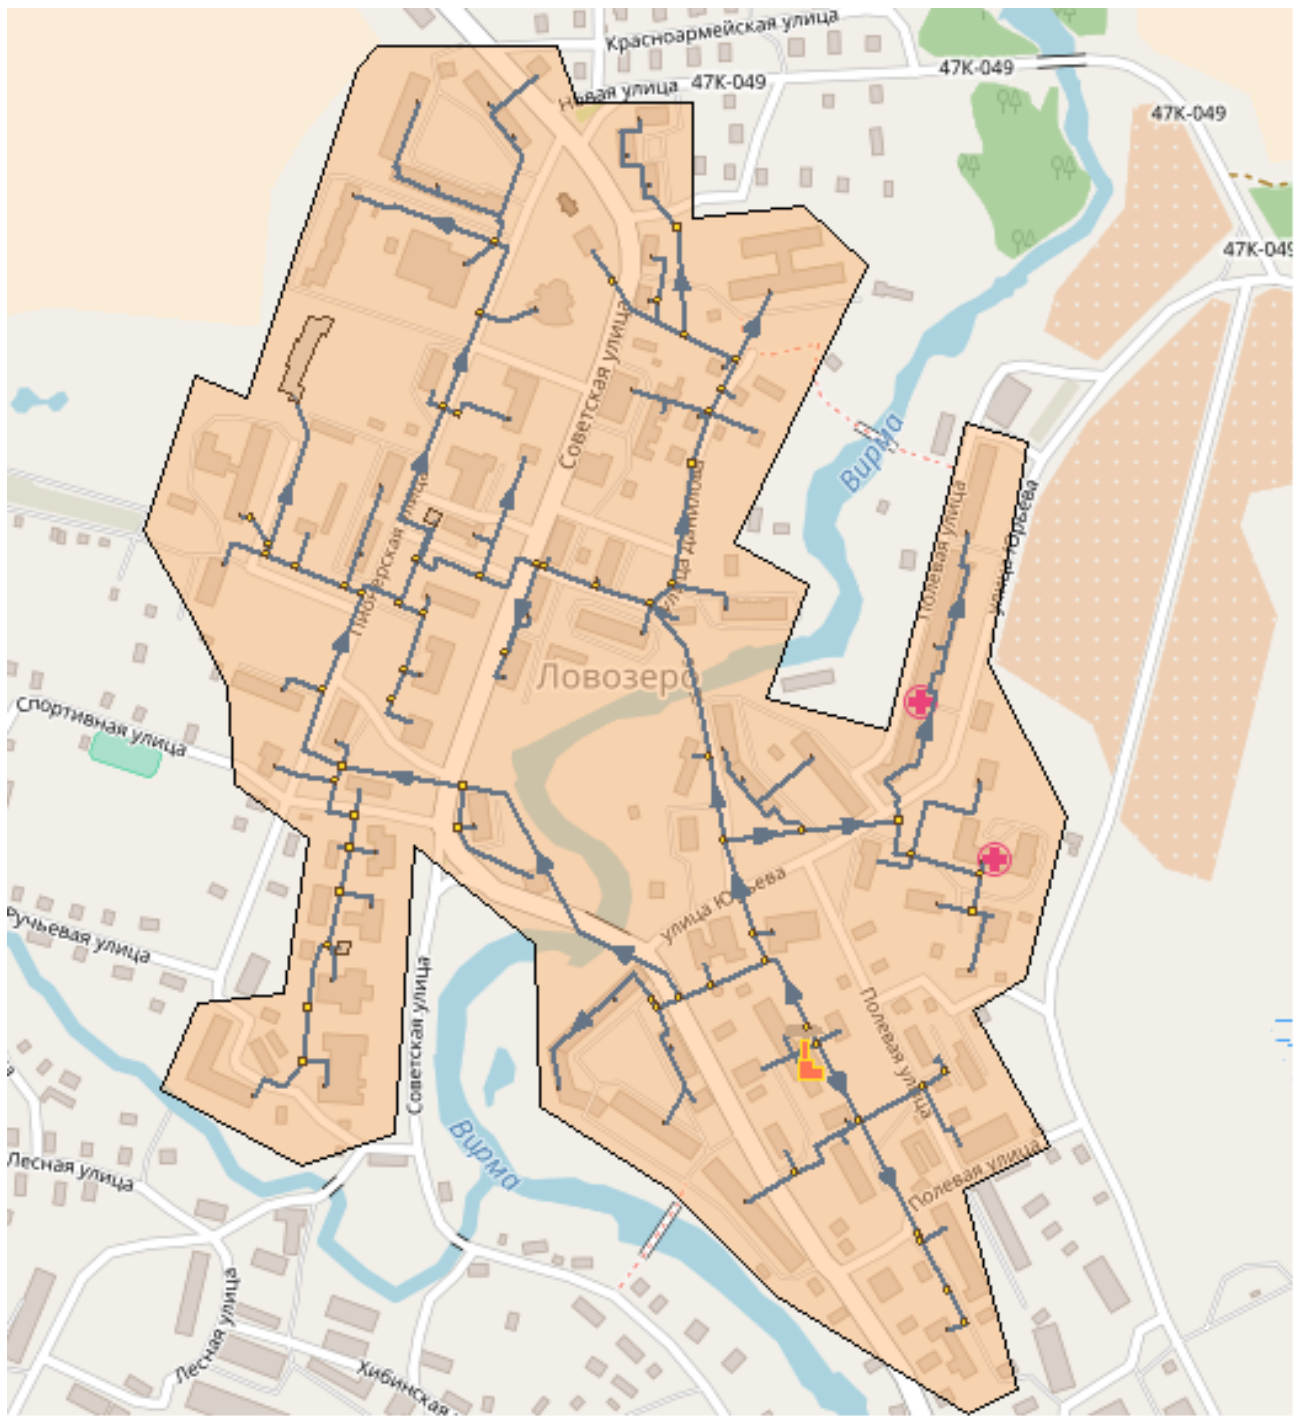 Красноармейская улица
47К-049
Новая улица
47К-049
47К-049
47К-049
Советская улица
Вирма
Пионерская улица
улица Данилова
Полевая улица
улица Юрьева
Ловозеро
Спортивная улица
улица Юрьева
Ручьевая улица
Советская улица
Полевая улица
Вирма
Полевая улица
Лесная улица
Лесная улица
Хибинская